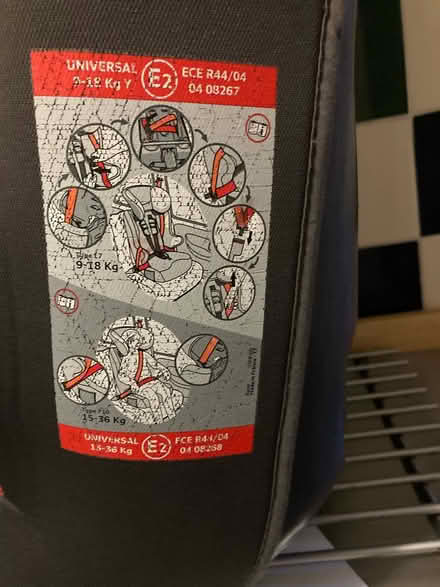 UNIVERSAL E2 ECE R44/04
9-18 Kg Y 04 08267
9-18 Kg
15-36 Kg
UNIVERSAL E2 ECE R44/04
15-36 Kg 04 08268